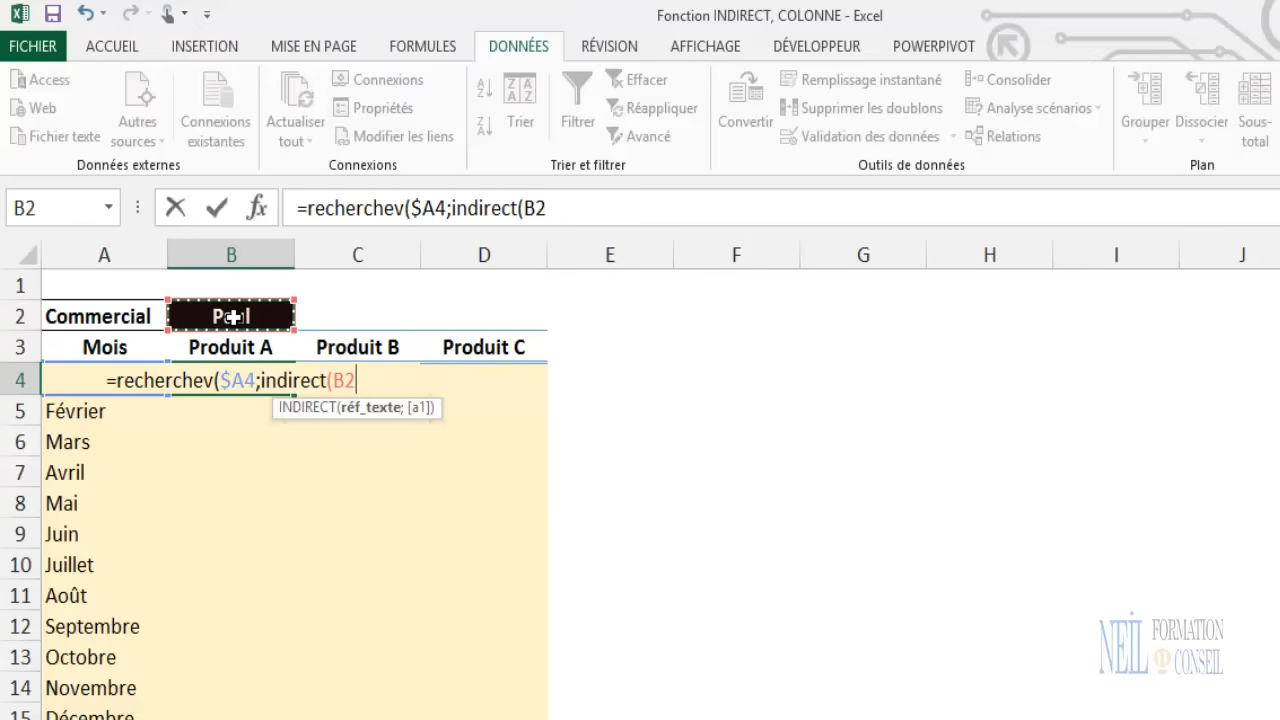 Fonction INDIRECT, COLONNE - Excel
FICHIER ACCUEIL INSERTION MISE EN PAGE FORMULES DONNÉES RÉVISION AFFICHAGE DÉVELOPPEUR POWERPIVOT
Access
Web
Fichier texte
Autres sources
Connexions existantes
Données externes
Actualiser tout
Connexions
Propriétés
Modifier les liens
Connexions
Trier
Filtrer
Effacer
Réappliquer
Avancé
Trier et filtrer
Convertir
Remplissage instantané
Supprimer les doublons
Validation des données
Consolider
Analyse scénarios
Relations
Outils de données
Grouper
Dissocier
Sous-total
Plan
B2 fx =recherchev($A4;indirect(B2
A B C D E F G H I J
1
2 Commercial
3 Mois Produit A Produit B Produit C
4 =recherchev($A4;indirect(B2
INDIRECT(réf_texte; [a1])
5 Février
6 Mars
7 Avril
8 Mai
9 Juin
10 Juillet
11 Août
12 Septembre
13 Octobre
14 Novembre
15 Décembre
NEIL FORMATION CONSEIL